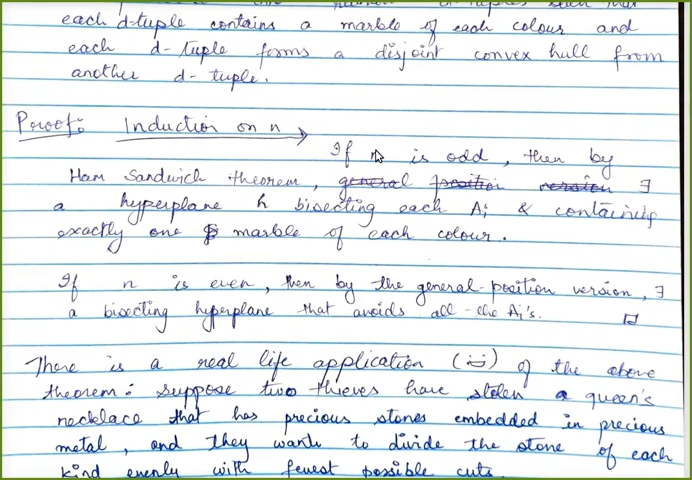 each d-tuple contains a marble of each colour and
each d-tuple forms a disjoint convex hull from
another d-tuple.
Proof: Induction on n
If n is odd, then by
Ham Sandwich theorem, general position version ∃
a hyperplane h bisecting each Ai & containing
exactly one marble of each colour.
If n is even, then by the general-position version, ∃
a bisecting hyperplane that avoids all the Ai's. □
There is a real life application (ㅡ) of the above
theorem: Suppose two thieves have stolen a queen's
necklace that has precious stones embedded in precious
metal, and they want to divide the stone of each
kind evenly with fewest possible cuts